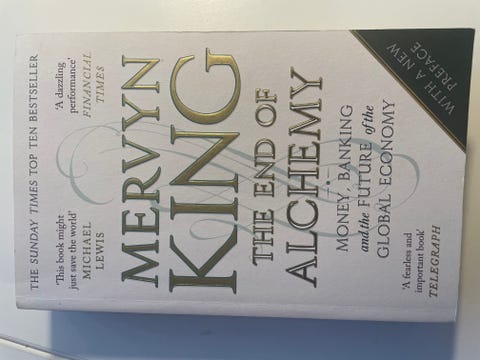 THE SUNDAY TIMES TOP TEN BESTSELLER
'This book might
just save the world'
MICHAEL
LEWIS
'A dazzling
performance'
FINANCIAL
TIMES
MERVYN
KING
THE END OF
ALCHEMY
MONEY, BANKING
and the FUTURE of the
GLOBAL ECONOMY
'A fearless and
important book'
TELEGRAPH
WITH A NEW
PREFACE